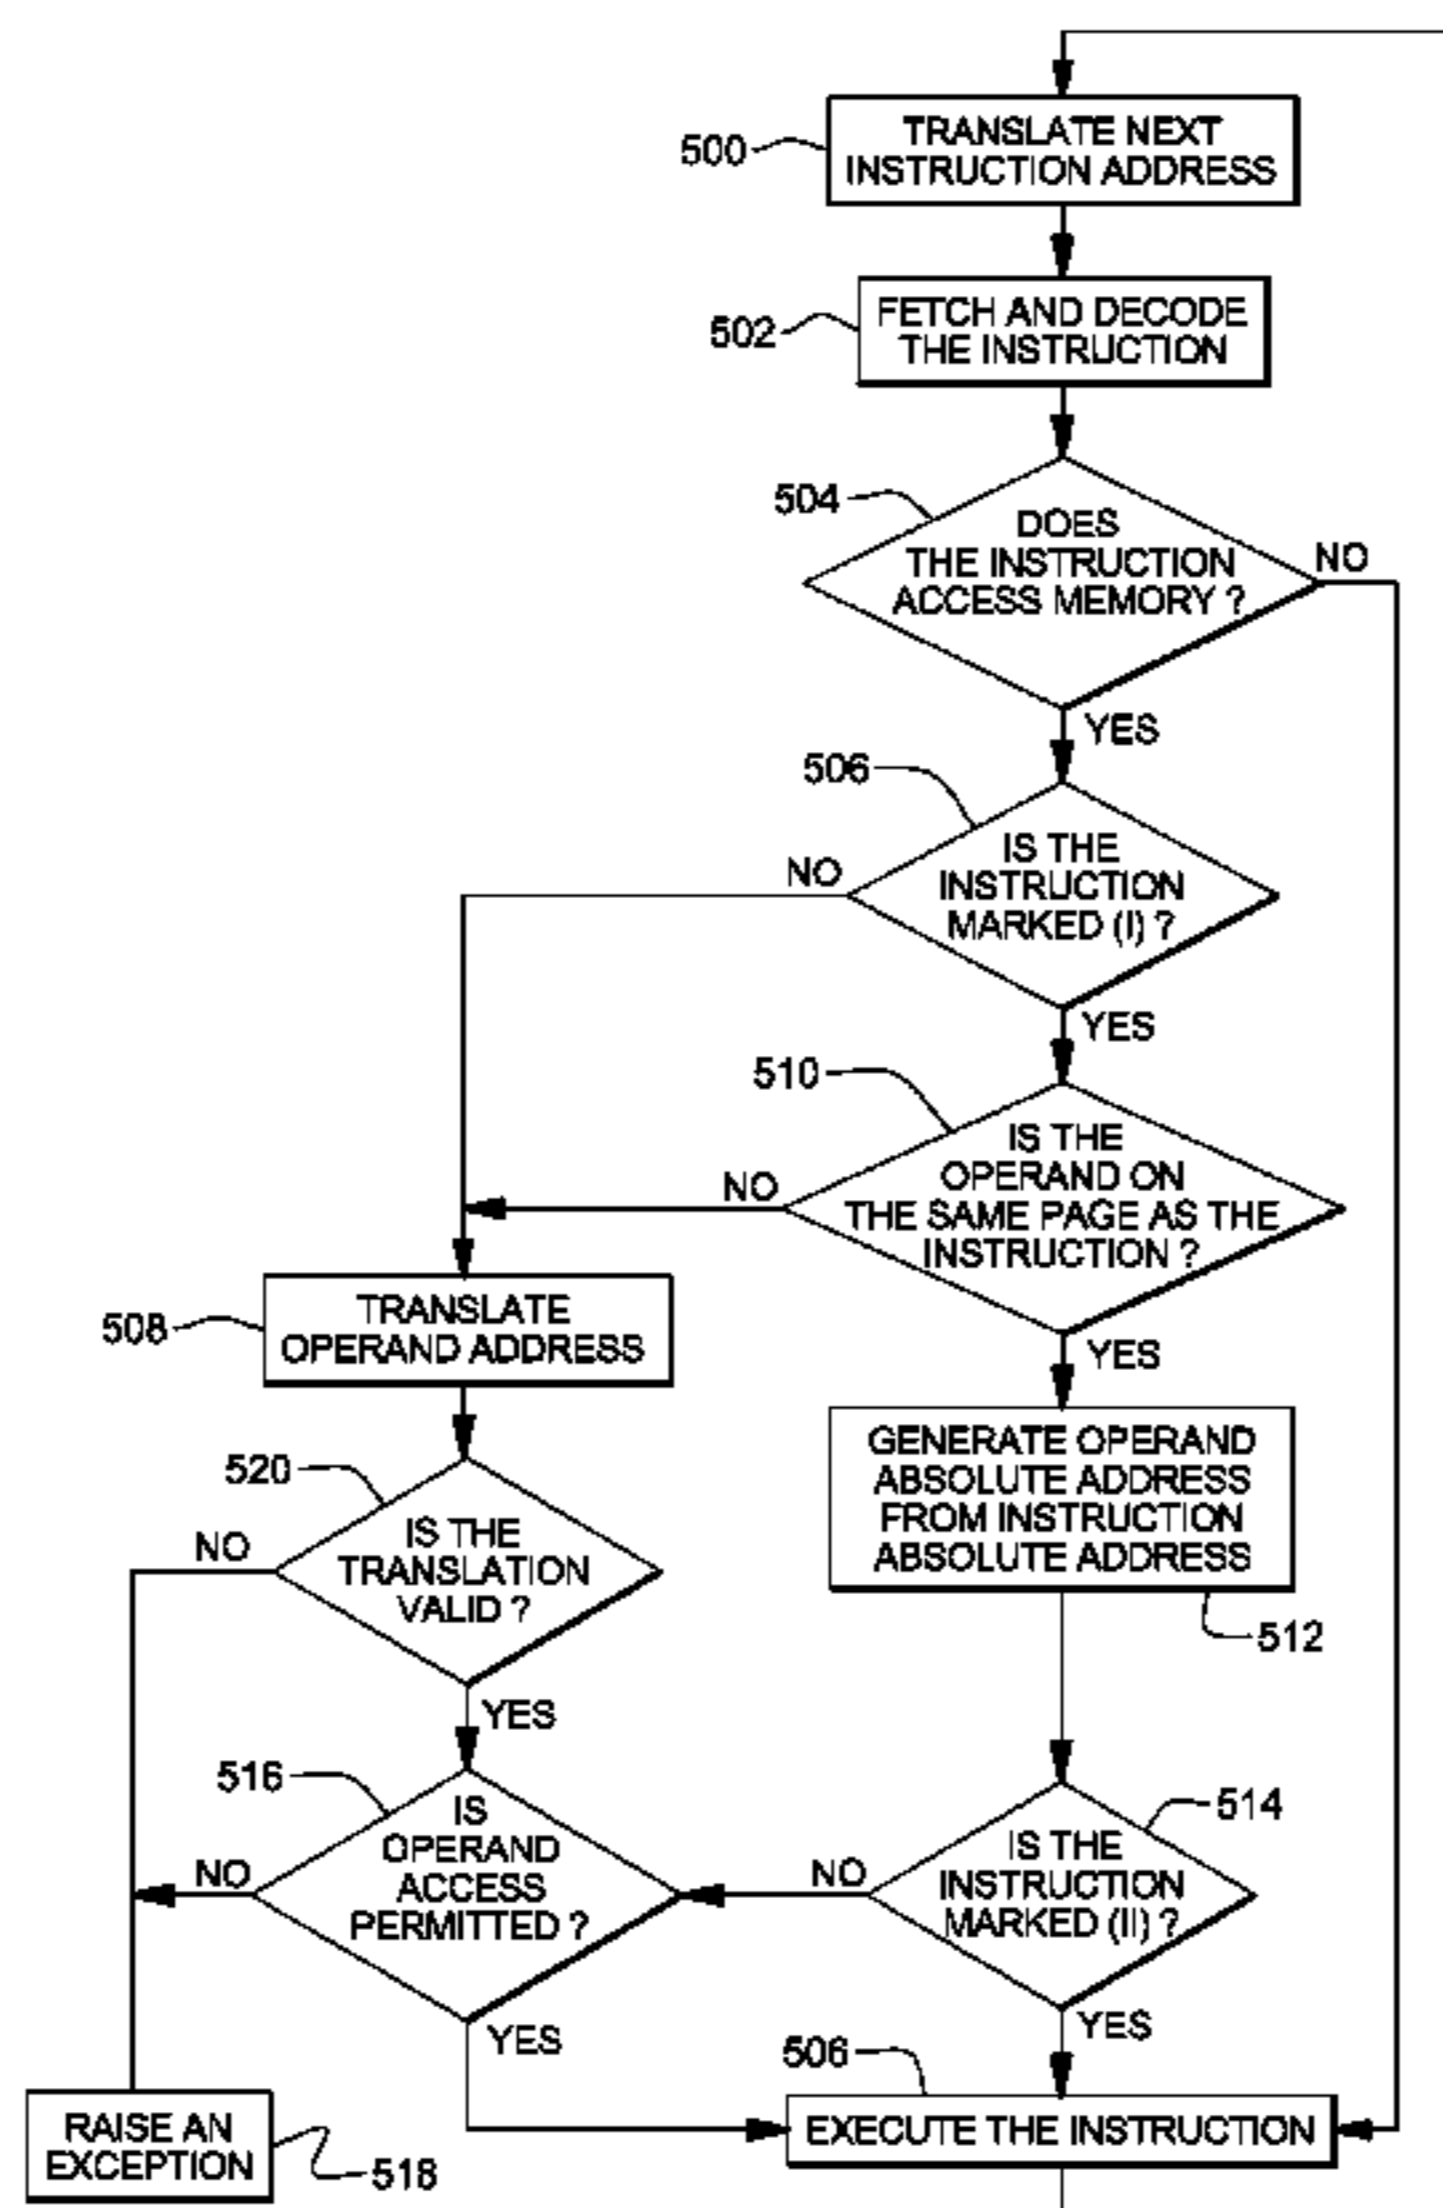 500
TRANSLATE NEXT
INSTRUCTION ADDRESS
502
FETCH AND DECODE
THE INSTRUCTION
504
DOES
THE INSTRUCTION
ACCESS MEMORY ?
NO
YES
506
IS THE
INSTRUCTION
MARKED (I) ?
NO
YES
510
IS THE
OPERAND ON
THE SAME PAGE AS THE
INSTRUCTION ?
NO
YES
508
TRANSLATE
OPERAND ADDRESS
GENERATE OPERAND
ABSOLUTE ADDRESS
FROM INSTRUCTION
ABSOLUTE ADDRESS
512
520
IS THE
TRANSLATION
VALID ?
NO
YES
516
IS
OPERAND
ACCESS
PERMITTED ?
NO
YES
514
IS THE
INSTRUCTION
MARKED (II) ?
NO
YES
506
EXECUTE THE INSTRUCTION
RAISE AN
EXCEPTION
518